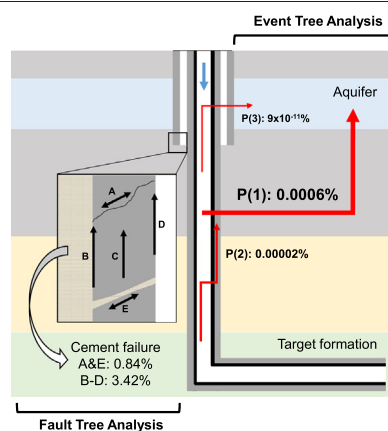 Event Tree Analysis
Aquifer
P(3): 9x10⁻¹¹%
P(1): 0.0006%
A
D
B
C
P(2): 0.00002%
E
Cement failure
A&E: 0.84%
B-D: 3.42%
Target formation
Fault Tree Analysis